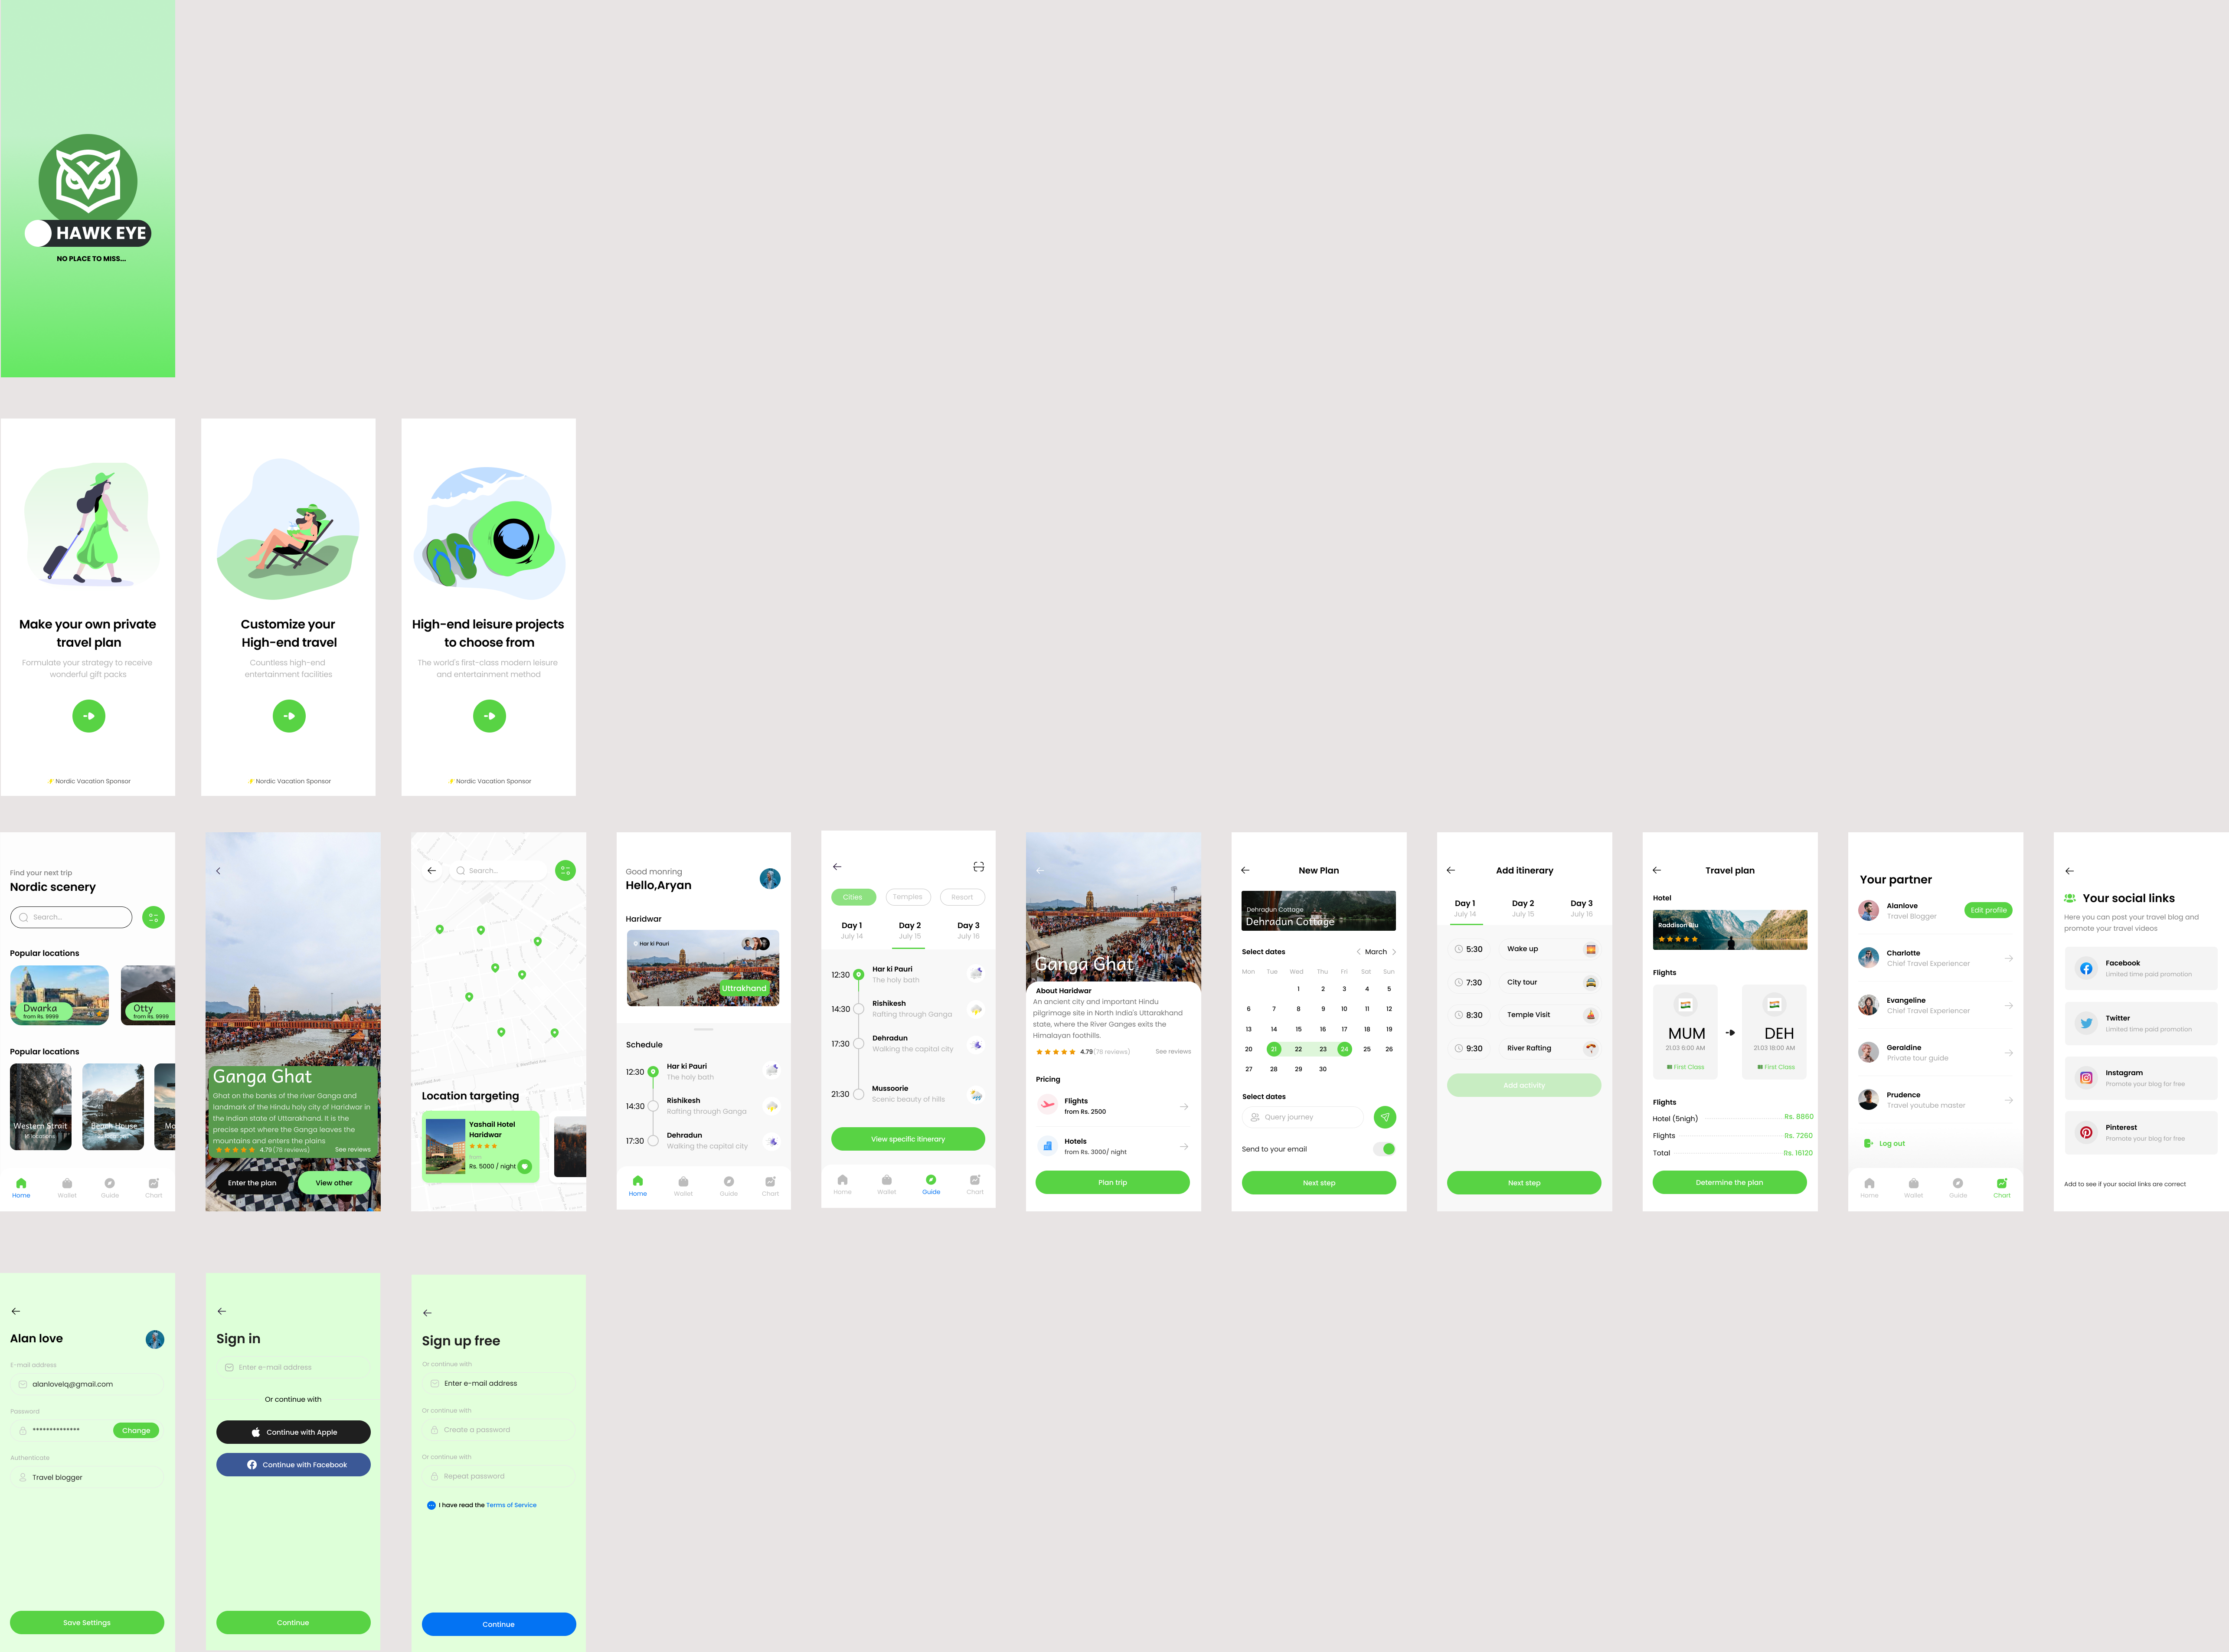 HAWK EYE
NO PLACE TO MISS...
Make your own private
travel plan
Formulate your strategy to receive
wonderful gift packs
Nordic Vacation Sponsor
Customize your
High-end travel
Countless high-end
entertainment facilities
Nordic Vacation Sponsor
High-end leisure projects
to choose from
The world's first-class modern leisure
and entertainment method
Nordic Vacation Sponsor
Find your next trip
Nordic scenery
Search...
Popular locations
Dwarka
from Rs. 9999
4.9
Otty
from Rs. 9999
Popular locations
Western Strait
16 locations
Beach House
locations
Mo
Home
Wallet
Guide
Chart
Ganga Ghat
Ghat on the banks of the river Ganga and
landmark of the Hindu holy city of Haridwar in
the Indian state of Uttarakhand. It is the
precise spot where the Ganga leaves the
mountains and enters the plains
4.79 (78 reviews)
See reviews
Enter the plan
View other
Search...
Location targeting
Yashail Hotel
Haridwar
Rs. 5000 / night
Good monring
Hello,Aryan
Haridwar
Har ki Pauri
Uttrakhand
Schedule
12:30
Har ki Pauri
The holy bath
14:30
Rishikesh
Rafting through Ganga
17:30
Dehradun
Walking the capital city
Home
Wallet
Guide
Chart
Cities
Temples
Resort
Day 1
July 14
Day 2
July 15
Day 3
July 16
12:30
Har ki Pauri
The holy bath
14:30
Rishikesh
Rafting through Ganga
17:30
Dehradun
Walking the capital city
21:30
Mussoorie
Scenic beauty of hills
View specific itinerary
Home
Wallet
Guide
Chart
Ganga Ghat
About Haridwar
An ancient city and important Hindu
pilgrimage site in North India's Uttarakhand
state, where the River Ganges exits the
Himalayan foothills.
4.79(78 reviews)
See reviews
Pricing
Flights
from Rs. 2500
Hotels
from Rs. 3000/ night
Plan trip
New Plan
Dehradun Cottage
Dehradun Cottage
Select dates
March
Mon Tue Wed Thu Fri Sat Sun
1 2 3 4 5
6 7 8 9 10 11 12
13 14 15 16 17 18 19
20 21 22 23 24 25 26
27 28 29 30
Select dates
Query journey
Send to your email
Next step
Add itinerary
Day 1
July 14
Day 2
July 15
Day 3
July 16
5:30
Wake up
7:30
City tour
8:30
Temple Visit
9:30
River Rafting
Add activity
Next step
Travel plan
Hotel
Raddison Blu
Flights
MUM
21.03 6:00 AM
First Class
DEH
21.03 18:00 AM
First Class
Flights
Hotel (5nigh)
Rs. 8860
Flights
Rs. 7260
Total
Rs. 16120
Determine the plan
Your partner
Alanlove
Travel Blogger
Edit profile
Charlotte
Chief Travel Experiencer
Evangeline
Chief Travel Experiencer
Geraldine
Private tour guide
Prudence
Travel youtube master
Log out
Home
Wallet
Guide
Chart
Your social links
Here you can post your travel blog and
promote your travel videos
Facebook
Limited time paid promotion
Twitter
Limited time paid promotion
Instagram
Promote your blog for free
Pinterest
Promote your blog for free
Add to see if your social links are correct
Alan love
E-mail address
alanlovelq@gmail.com
Password
**************
Change
Authenticate
Travel blogger
Save Settings
Sign in
Enter e-mail address
Or continue with
Continue with Apple
Continue with Facebook
Continue
Sign up free
Or continue with
Enter e-mail address
Or continue with
Create a password
Or continue with
Repeat password
I have read the Terms of Service
Continue